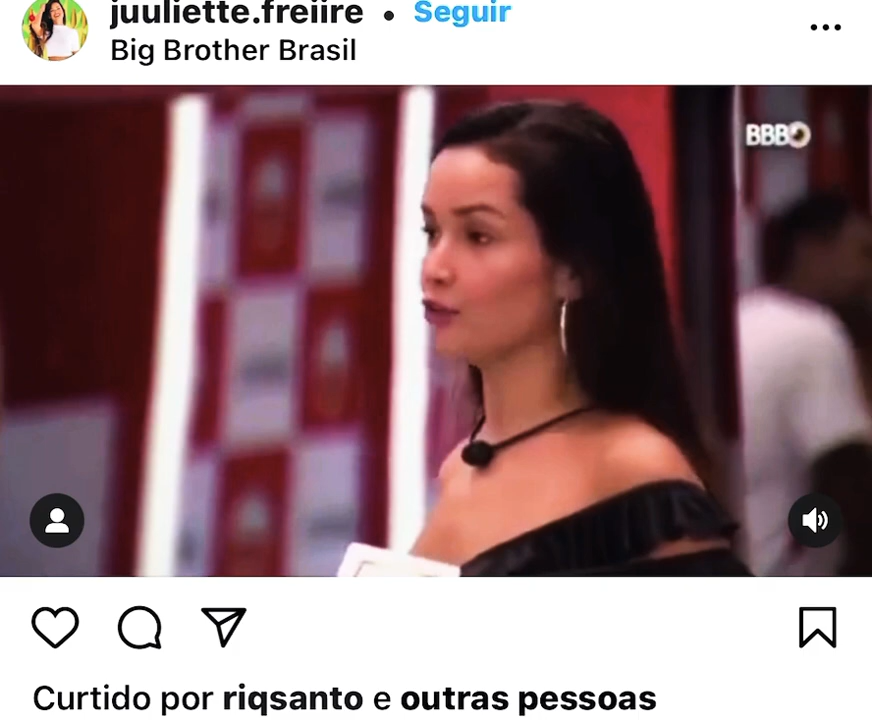 juuliette.freiire • Seguir
Big Brother Brasil
BBB
Curtido por riqsanto e outras pessoas